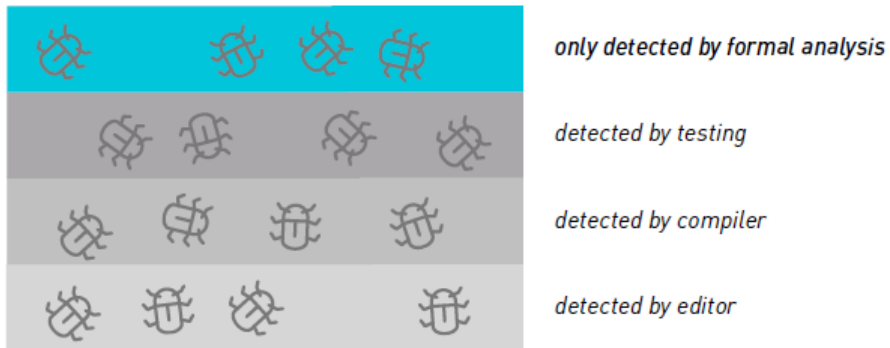 only detected by formal analysis
detected by testing
detected by compiler
detected by editor